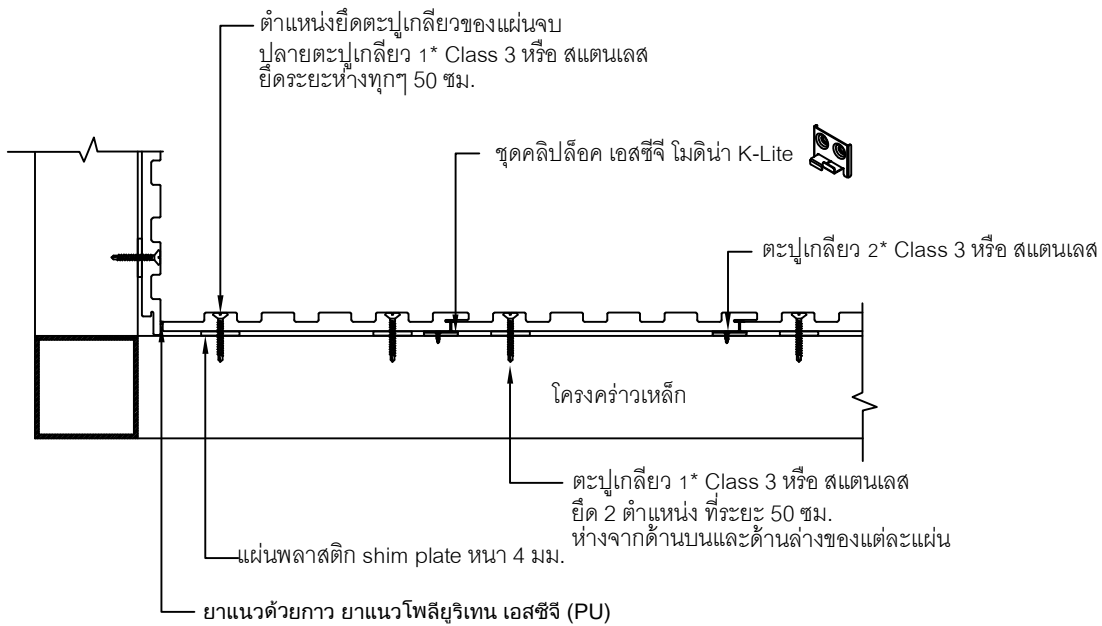 ตำแหน่งยึดตะปูเกลียวของแผ่นจบ
ปลายตะปูเกลียว 1* Class 3 หรือ สแตนเลส
ยึดระยะห่างทุกๆ 50 ซม.
ชุดคลิปล็อค เอสซีจี โมดิน่า K-Lite
ตะปูเกลียว 2* Class 3 หรือ สแตนเลส
โครงคร่าวเหล็ก
ตะปูเกลียว 1* Class 3 หรือ สแตนเลส
ยึด 2 ตำแหน่ง ที่ระยะ 50 ซม.
ห่างจากด้านบนและด้านล่างของแต่ละแผ่น
แผ่นพลาสติก shim plate หนา 4 มม.
ยาแนวด้วยกาว ยาแนวโพลียูริเทน เอสซีจี (PU)